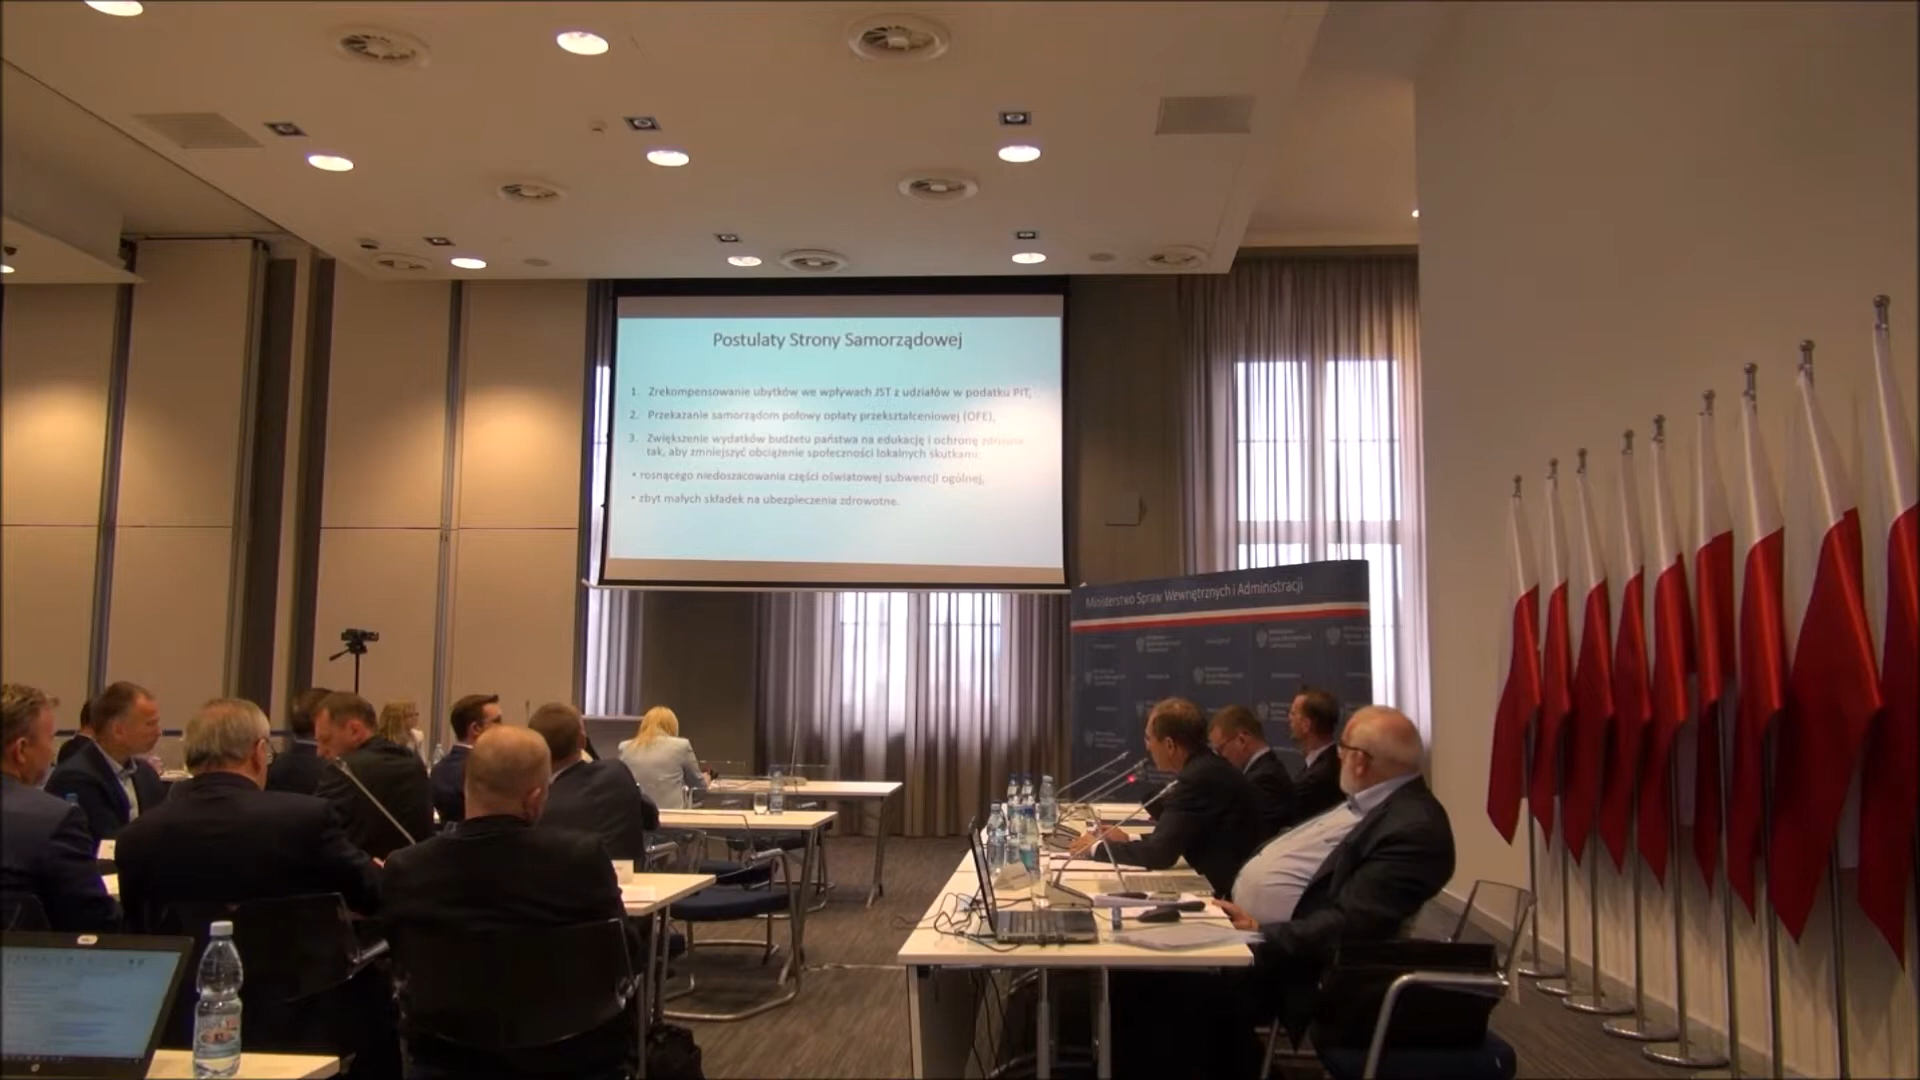 Postulaty Strony Samorządowej
1. Zrekompensowanie ubytków we wpływach JST z udziałów w podatku PIT,
2. Przekazanie samorządom połowy opłaty przekształceniowej (OFE),
3. Zwiększenie wydatków budżetu państwa na edukację i ochronę zdrowia
tak, aby zmniejszyć obciążenie społeczności lokalnych skutkami:
• rosnącego niedoszacowania części oświatowej subwencji ogólnej,
• zbyt małych składek na ubezpieczenia zdrowotne.
Ministerstwo Spraw Wewnętrznych i Administracji